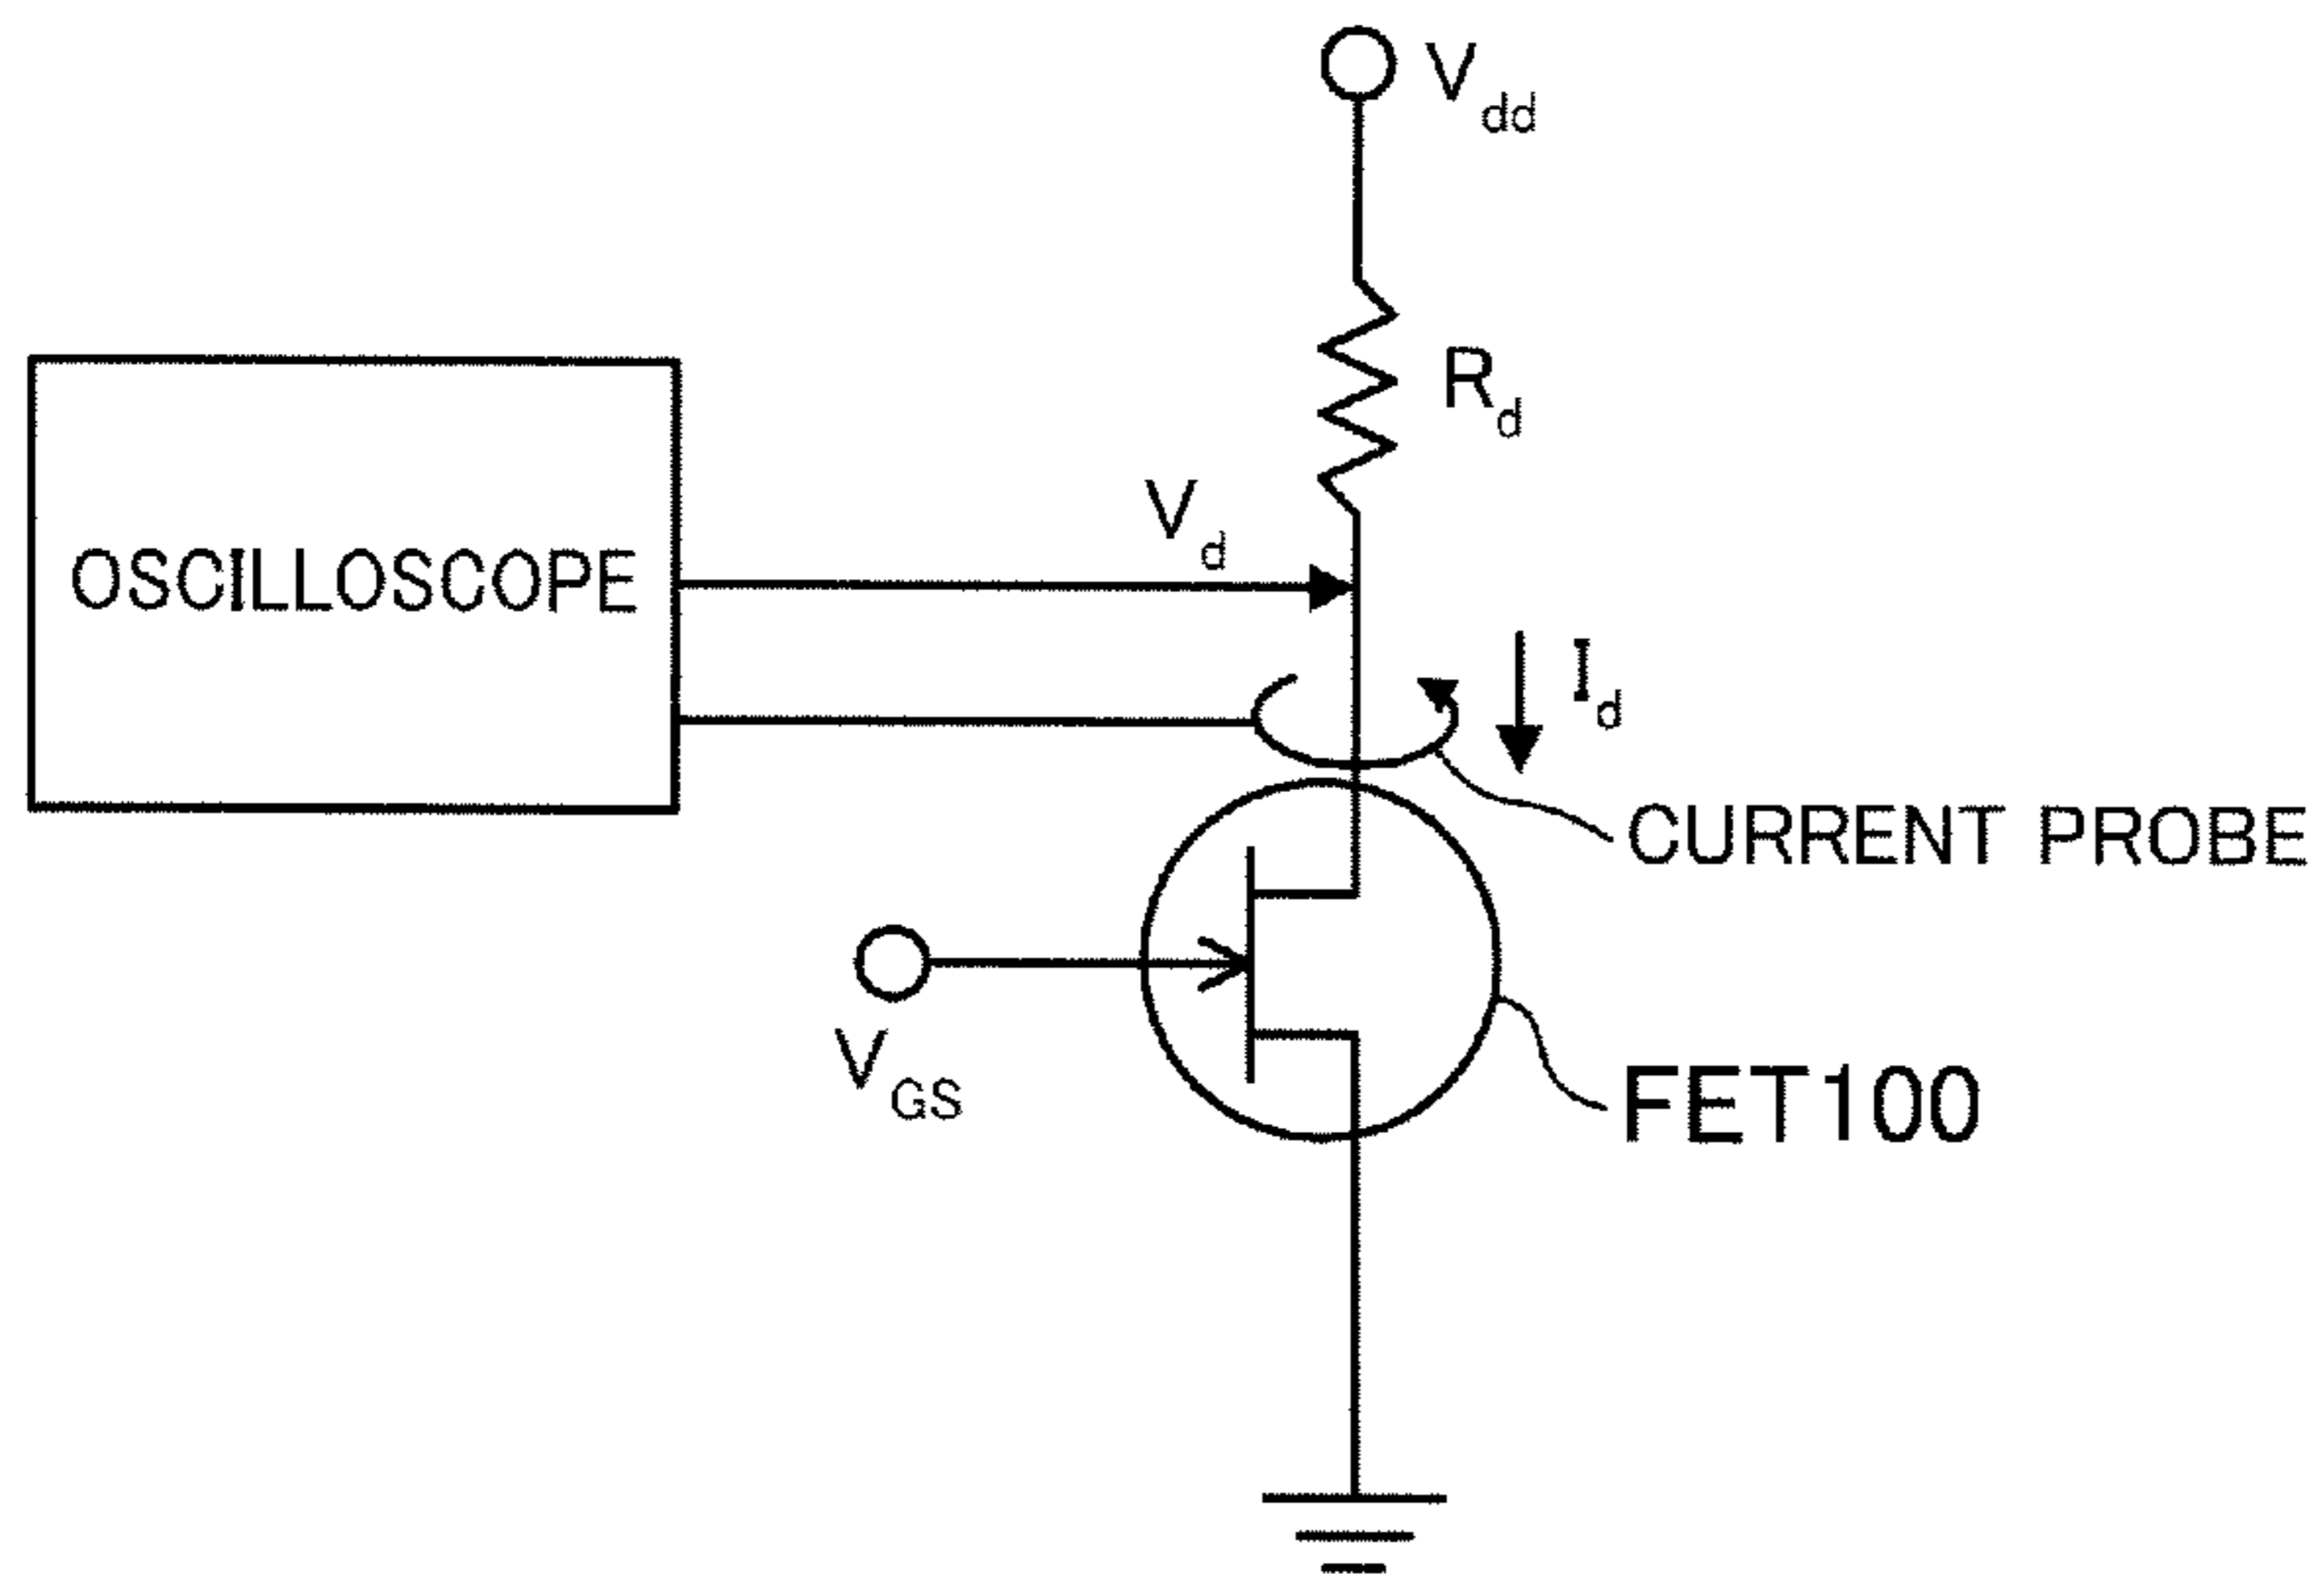 Vdd
Rd
Vd
OSCILLOSCOPE
Id
CURRENT PROBE
VGS
FET100